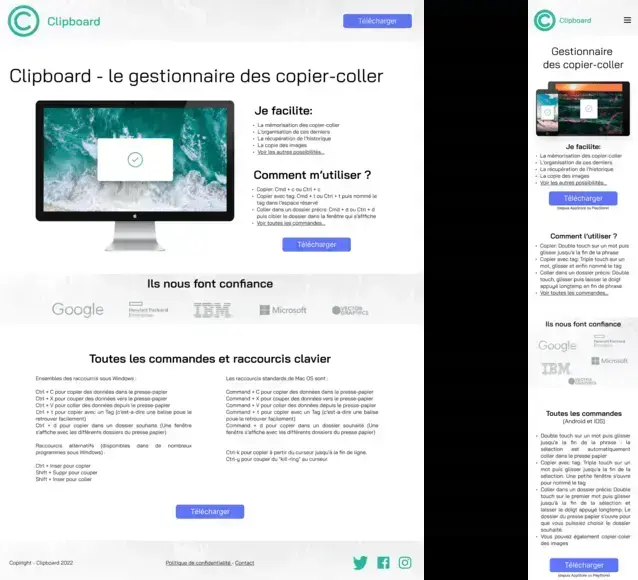 Clipboard
Télécharger
Clipboard - le gestionnaire des copier-coller
Je facilite:
La mémorisation des copier-coller
L'organisation de ces derniers
La récupération de l'historique
La copie des images
Voir les autres possibilités...
Comment m'utiliser ?
Copier: Cmd + c ou Ctrl + c
Copier avec tag: Cmd + t ou Ctrl + t puis nommé le
tag dans l'espace réservé
Coller dans un dossier précis: Cmd + d ou Ctrl + d
puis cibler le dossier dans la fenêtre qui s'affiche
Voir toutes les commandes...
Télécharger
Ils nous font confiance
Google
Hewlett Packard
Enterprise
IBM
Microsoft
VECTOR
GRAPHICS
Toutes les commandes et raccourcis clavier
Ensembles des raccourcis sous Windows :
Ctrl + C pour copier des données dans le presse-papier
Ctrl + X pour couper des données vers le presse-papier
Ctrl + V pour coller des données depuis le presse-papier
Ctrl + t pour copier avec un Tag (c'est-a-dire une balise pour le
retrouver facilement)
Ctrl + d pour copier dans un dossier souhaité (Une fenêtre
s'affiche avec les différents dossiers du presse papier)
Raccourcis alternatifs (disponibles dans de nombreux
programmes sous Windows) :
Ctrl + Inser pour copier
Shift + Suppr pour couper
Shift + Inser pour coller
Les raccourcis standards de Mac OS sont :
Command + C pour copier des données dans le presse-papier
Command + X pour couper des données vers le presse-papier
Command + V pour coller des données depuis le presse-papier
Command + t pour copier avec un Tag (c'est-a-dire une balise
pour le retrouver facilement)
Command + d pour copier dans un dossier souhaité (Une
fenêtre s'affiche avec les différents dossiers du presse papier)
Ctrl-k pour copier à partir du curseur jusqu'à la fin de ligne.
Ctrl-y pour couper du "kill-ring" au curseur.
Télécharger
Copyright - Clipboard 2022
Politique de confidentialité - Contact
Clipboard
Gestionnaire
des copier-coller
Je facilite:
La mémorisation des copier-coller
L'organisation de ces derniers
La récupération de l'historique
La copie des images
Voir les autres possibilités...
Télécharger
(depuis AppStore ou PlayStore)
Comment l'utiliser ?
Copier: Double touch sur un mot puis
glisser jusqu'à la fin de la phrase
Copier avec tag: Triple touch sur un
mot, glisser et enfin nommé le tag
Coller dans un dossier précis: Double
touch, glisser puis laisser le doigt
appuyé longtemp en fin de phrase
Voir toutes les commandes...
Ils nous font confiance
Google
Hewlett Packard
Enterprise
IBM
Microsoft
VECTOR
GRAPHICS
Toutes les commandes
(Android et IOS)
Double touch sur un mot puis glisser
jusqu'à la fin de la phrase : la
sélection est automatiquement
coller dans le presse papier
Copier avec tag: Triple touch sur un
mot puis glisser jusqu'à la fin de la
sélection. Une petite fenêtre s'ouvre
pour nommé le tag
Coller dans un dossier précis: Double
touch sur le premier mot puis glisser
jusqu'à la fin de la sélection et
laisser le doigt appuyé longtemp. Le
dossier du presse papier s'ouvre pour
que vous puissiez choisir le dossier
souhaité.
Vous pouvez également copier-coler
des images
Télécharger
(depuis AppStore ou PlayStore)